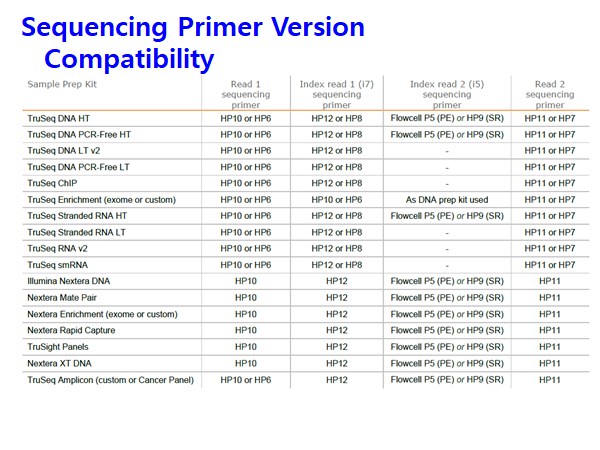 Sequencing Primer Version
Compatibility
Sample Prep Kit Read 1 sequencing primer Index read 1 (i7) sequencing primer Index read 2 (i5) sequencing primer Read 2 sequencing primer
TruSeq DNA HT HP10 or HP6 HP12 or HP8 Flowcell P5 (PE) or HP9 (SR) HP11 or HP7
TruSeq DNA PCR-Free HT HP10 or HP6 HP12 or HP8 Flowcell P5 (PE) or HP9 (SR) HP11 or HP7
TruSeq DNA LT v2 HP10 or HP6 HP12 or HP8 - HP11 or HP7
TruSeq DNA PCR-Free LT HP10 or HP6 HP12 or HP8 - HP11 or HP7
TruSeq ChIP HP10 or HP6 HP12 or HP8 - HP11 or HP7
TruSeq Enrichment (exome or custom) HP10 or HP6 HP10 or HP6 As DNA prep kit used HP11 or HP7
TruSeq Stranded RNA HT HP10 or HP6 HP12 or HP8 Flowcell P5 (PE) or HP9 (SR) HP11 or HP7
TruSeq Stranded RNA LT HP10 or HP6 HP12 or HP8 - HP11 or HP7
TruSeq RNA v2 HP10 or HP6 HP12 or HP8 - HP11 or HP7
TruSeq smRNA HP10 or HP6 HP12 or HP8 - HP11 or HP7
Illumina Nextera DNA HP10 HP12 Flowcell P5 (PE) or HP9 (SR) HP11
Nextera Mate Pair HP10 HP12 Flowcell P5 (PE) or HP9 (SR) HP11
Nextera Enrichment (exome or custom) HP10 HP12 Flowcell P5 (PE) or HP9 (SR) HP11
Nextera Rapid Capture HP10 HP12 Flowcell P5 (PE) or HP9 (SR) HP11
TruSight Panels HP10 HP12 Flowcell P5 (PE) or HP9 (SR) HP11
Nextera XT DNA HP10 HP12 Flowcell P5 (PE) or HP9 (SR) HP11
TruSeq Amplicon (custom or Cancer Panel) HP10 or HP6 HP12 Flowcell P5 (PE) or HP9 (SR) HP11